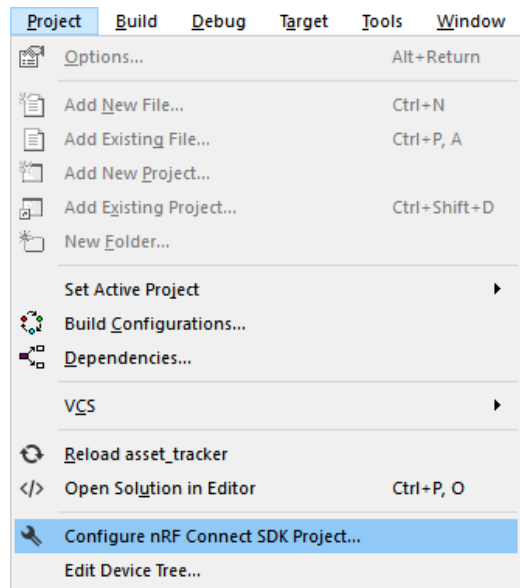 Project Build Debug Target Tools Window
Options... Alt+Return
Add New File... Ctrl+N
Add Existing File... Ctrl+P, A
Add New Project...
Add Existing Project... Ctrl+Shift+D
New Folder...
Set Active Project
Build Configurations...
Dependencies...
VCS
Reload asset_tracker
Open Solution in Editor Ctrl+P, O
Configure nRF Connect SDK Project...
Edit Device Tree...